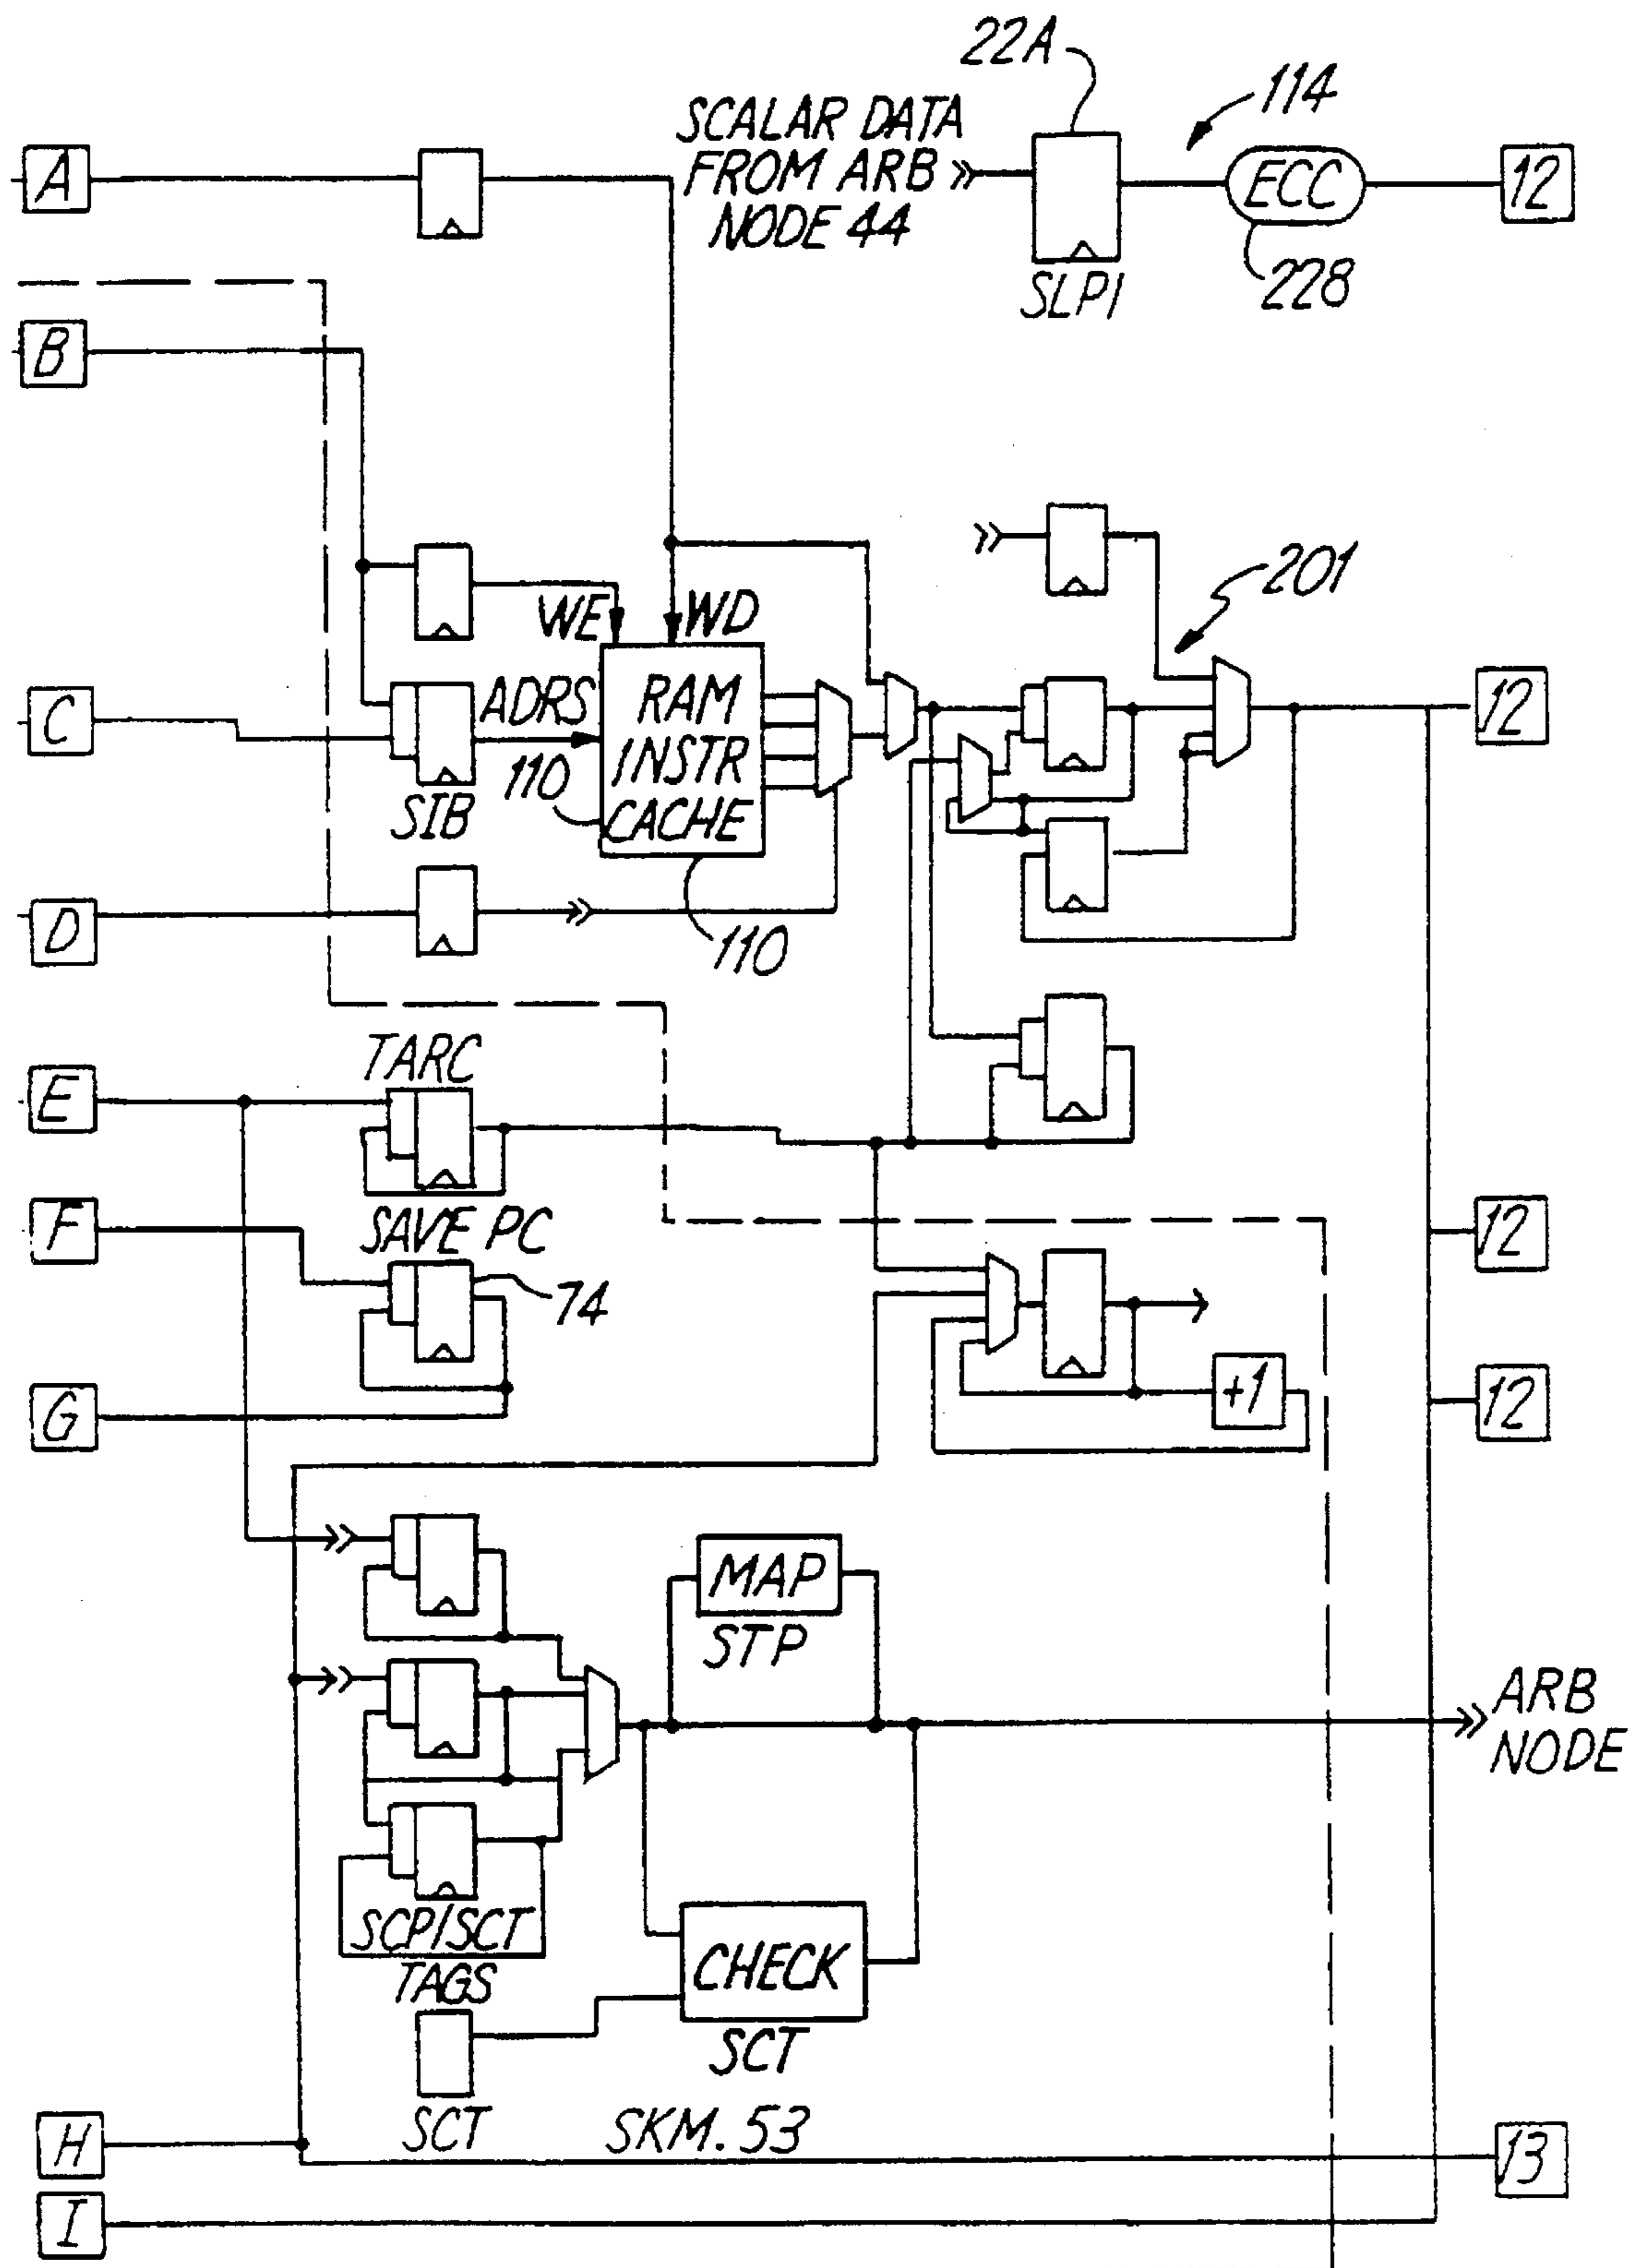 22A
114
SCALAR DATA
FROM ARB
NODE 44
A
ECC
12
SLPI
228
B
201
WE
WD
C
ADRS
RAM
INSTR
CACHE
12
110
SIB
D
110
TARC
E
F
SAVE PC
12
74
G
+1
12
MAP
STP
ARB
NODE
SCP/SCT
TAGS
CHECK
SCT
SCT
SKM. 53
H
13
I